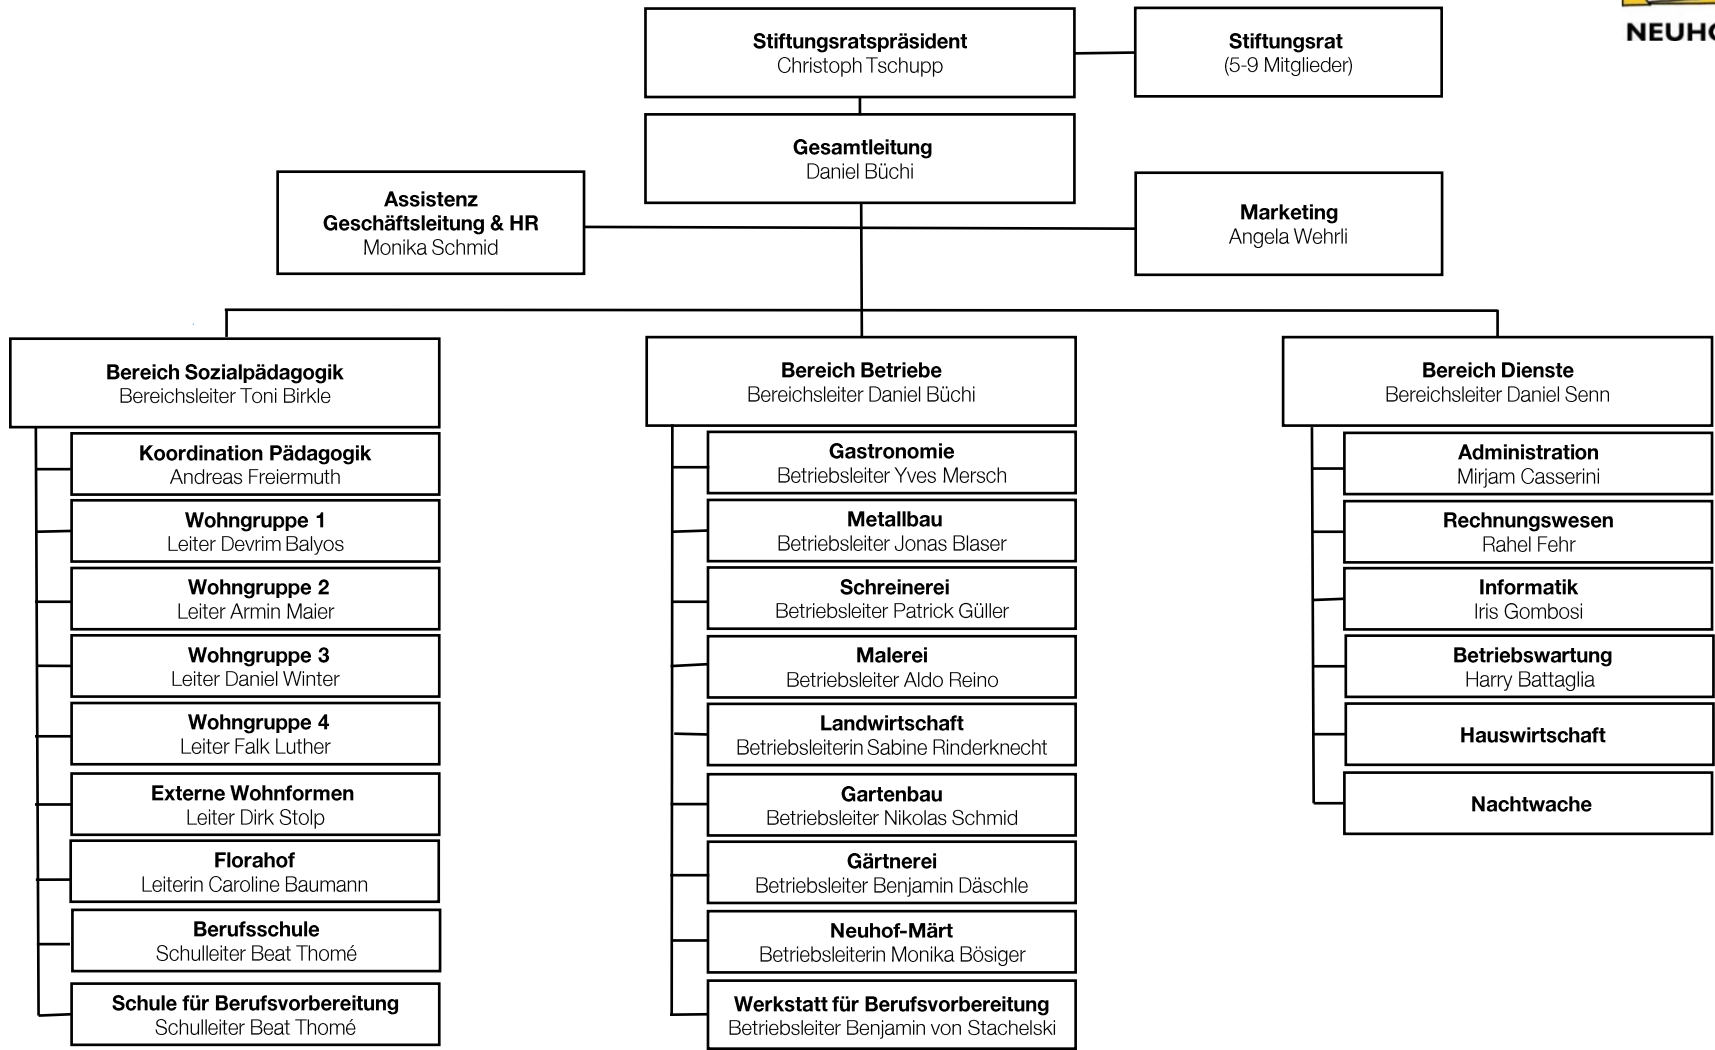 Stiftungsratspräsident
Christoph Tschupp
Stiftungsrat
(5-9 Mitglieder)
Gesamtleitung
Daniel Büchi
Assistenz
Geschäftsleitung & HR
Monika Schmid
Marketing
Angela Wehrli
Bereich Sozialpädagogik
Bereichsleiter Toni Birkle
Koordination Pädagogik
Andreas Freiermuth
Wohngruppe 1
Leiter Devrim Balyos
Wohngruppe 2
Leiter Armin Maier
Wohngruppe 3
Leiter Daniel Winter
Wohngruppe 4
Leiter Falk Luther
Externe Wohnformen
Leiter Dirk Stolp
Florahof
Leiterin Caroline Baumann
Berufsschule
Schulleiter Beat Thomé
Schule für Berufsvorbereitung
Schulleiter Beat Thomé
Bereich Betriebe
Bereichsleiter Daniel Büchi
Gastronomie
Betriebsleiter Yves Mersch
Metallbau
Betriebsleiter Jonas Blaser
Schreinerei
Betriebsleiter Patrick Güller
Malerei
Betriebsleiter Aldo Reino
Landwirtschaft
Betriebsleiterin Sabine Rinderknecht
Gartenbau
Betriebsleiter Nikolas Schmid
Gärtnerei
Betriebsleiter Benjamin Däschle
Neuhof-Märt
Betriebsleiterin Monika Bösiger
Werkstatt für Berufsvorbereitung
Betriebsleiter Benjamin von Stachelski
Bereich Dienste
Bereichsleiter Daniel Senn
Administration
Mirjam Casserini
Rechnungswesen
Rahel Fehr
Informatik
Iris Gombosi
Betriebswartung
Harry Battaglia
Hauswirtschaft
Nachtwache